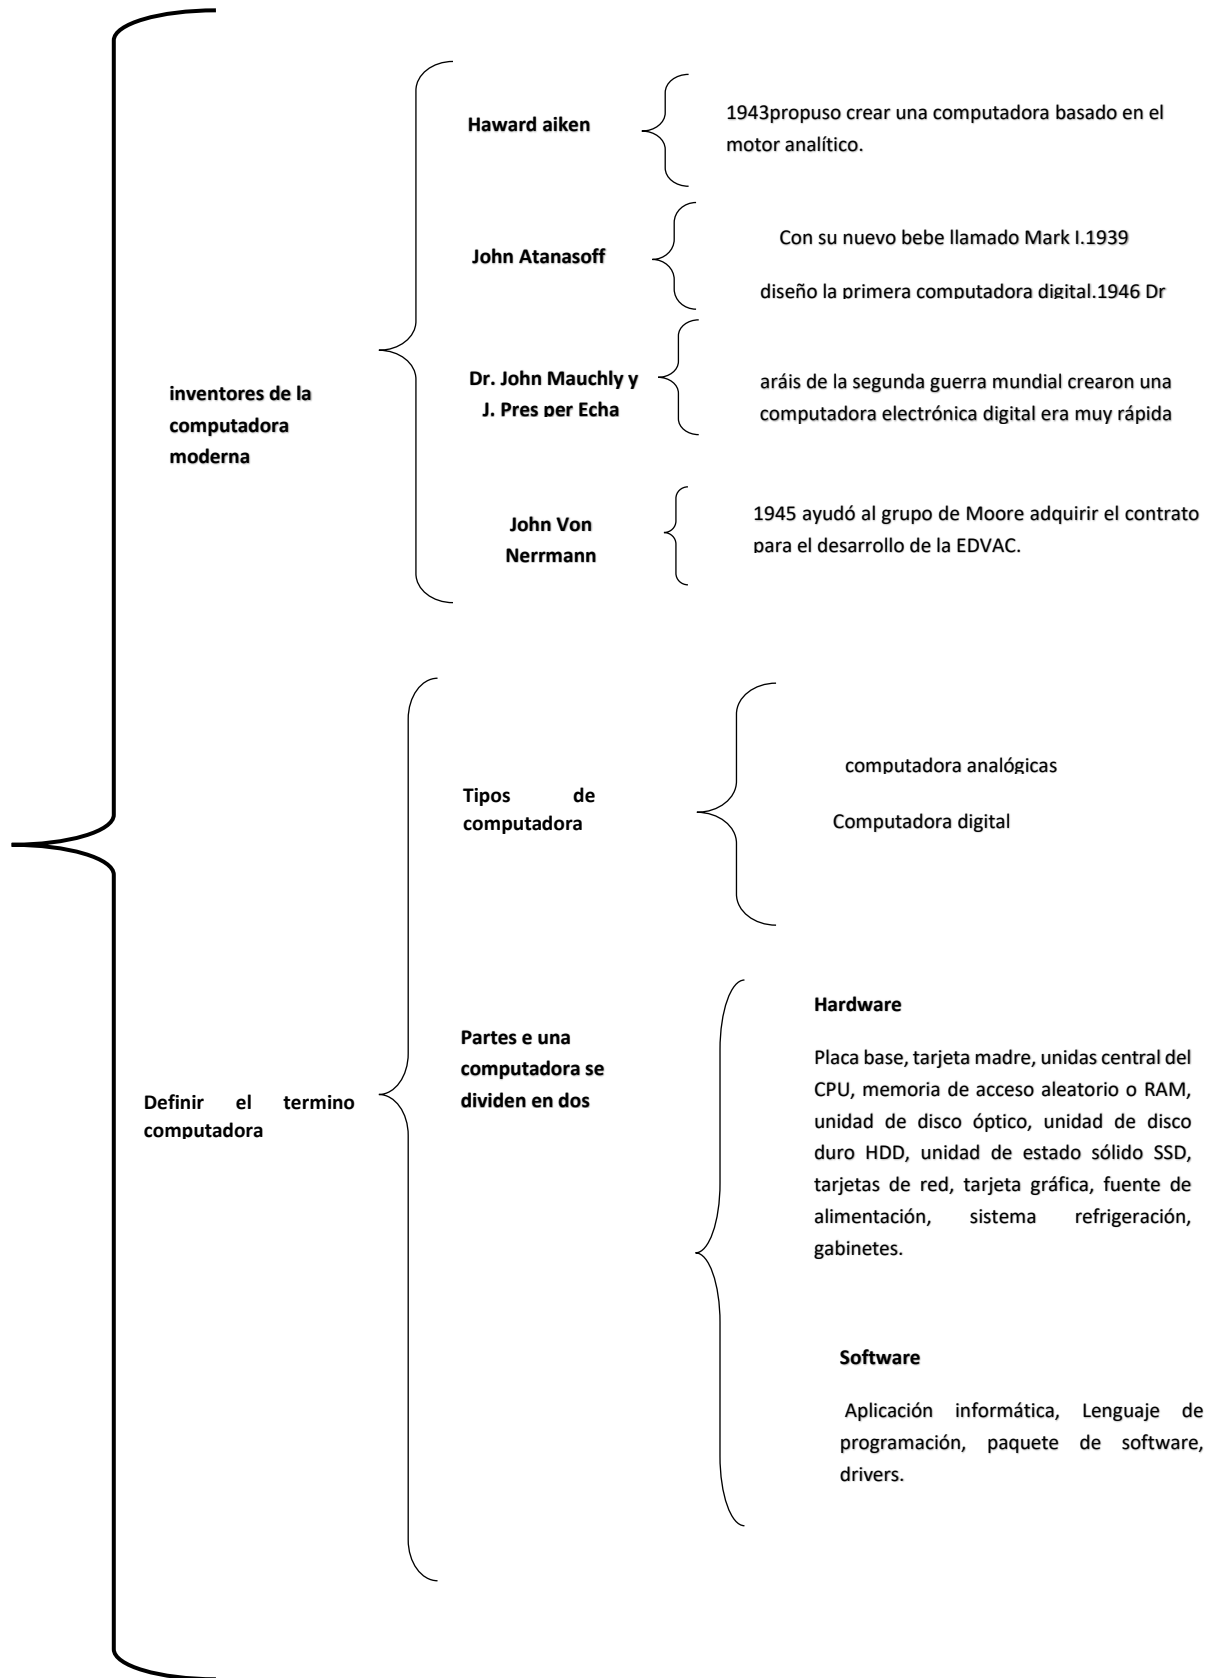 Haward aiken
1943propuso crear una computadora basado en el
motor analítico.
John Atanasoff
Con su nuevo bebe llamado Mark I.1939
diseño la primera computadora digital.1946 Dr
inventores de la
computadora
moderna
Dr. John Mauchly y
J. Pres per Echa
aráis de la segunda guerra mundial crearon una
computadora electrónica digital era muy rápida
John Von
Nerrmann
1945 ayudó al grupo de Moore adquirir el contrato
para el desarrollo de la EDVAC.
Tipos de
computadora
computadora analógicas
Computadora digital
Definir el termino
computadora
Partes e una
computadora se
dividen en dos
Hardware
Placa base, tarjeta madre, unidas central del
CPU, memoria de acceso aleatorio o RAM,
unidad de disco óptico, unidad de disco
duro HDD, unidad de estado sólido SSD,
tarjetas de red, tarjeta gráfica, fuente de
alimentación, sistema refrigeración,
gabinetes.
Software
Aplicación informática, Lenguaje de
programación, paquete de software,
drivers.